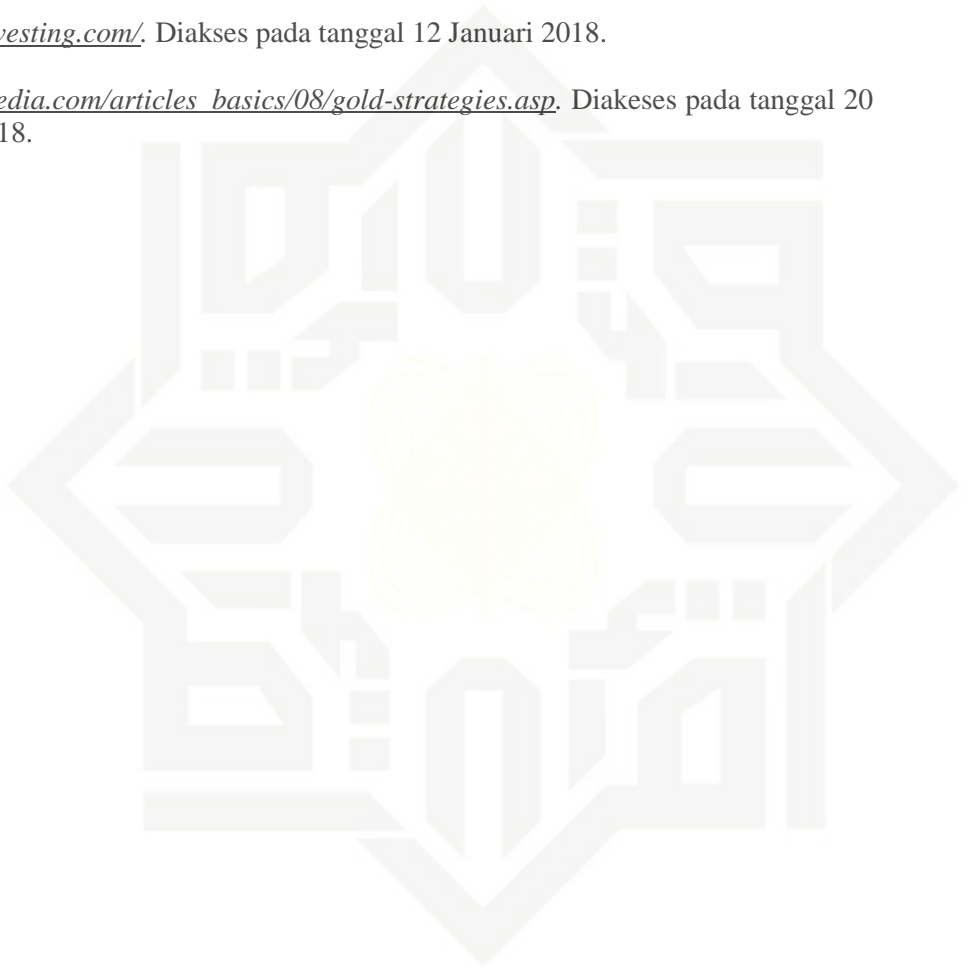 vesting.com/. Diakses pada tanggal 12 Januari 2018.
edia.com/articles_basics/08/gold-strategies.asp. Diakeses pada tanggal 20
18.